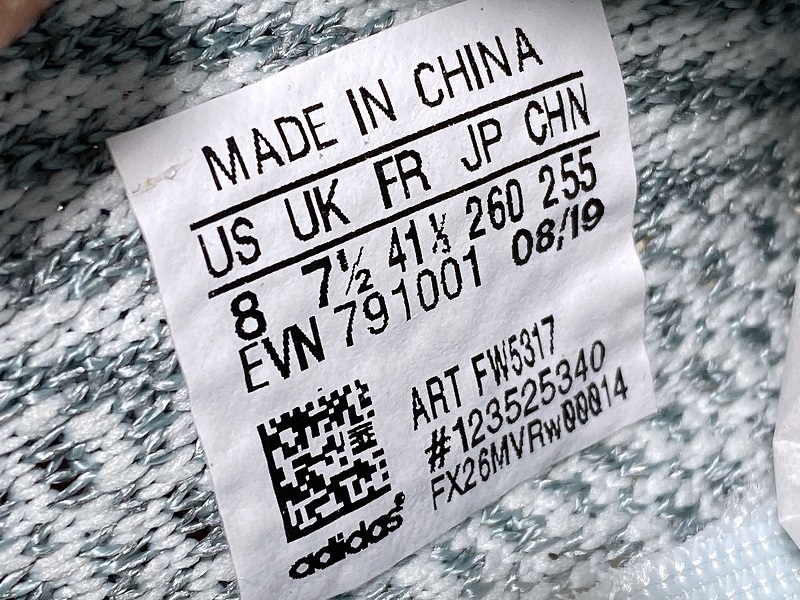 MADE IN CHINA
US UK FR JP CHN
8 7½ 41⅓ 260 255
EVN 791001 08/19
ART FW5317
#123525340
FX26MVRw00014
adidas®